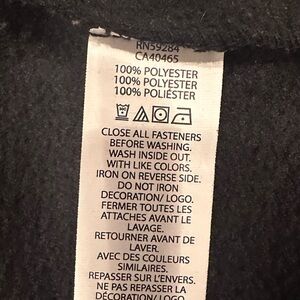 RN59284
CA40465
100% POLYESTER
100% POLYESTER
100% POLIÉSTER
CLOSE ALL FASTENERS
BEFORE WASHING.
WASH INSIDE OUT.
WITH LIKE COLORS.
IRON ON REVERSE SIDE.
DO NOT IRON
DECORATION/ LOGO.
FERMER TOUTES LES
ATTACHES AVANT LE
LAVAGE.
RETOURNER AVANT DE
LAVER.
AVEC DES COULEURS
SIMILAIRES.
REPASSER SUR L'ENVERS.
NE PAS REPASSER LA
DÉCORATION/ LOGO.